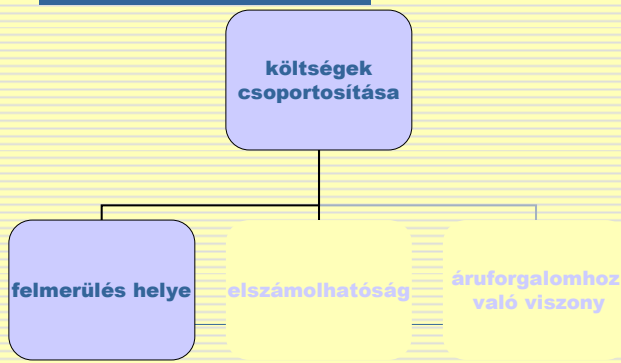 költségek
csoportosítása
felmerülés helye
elszámolhatóság
áruforgalomhoz
való viszony